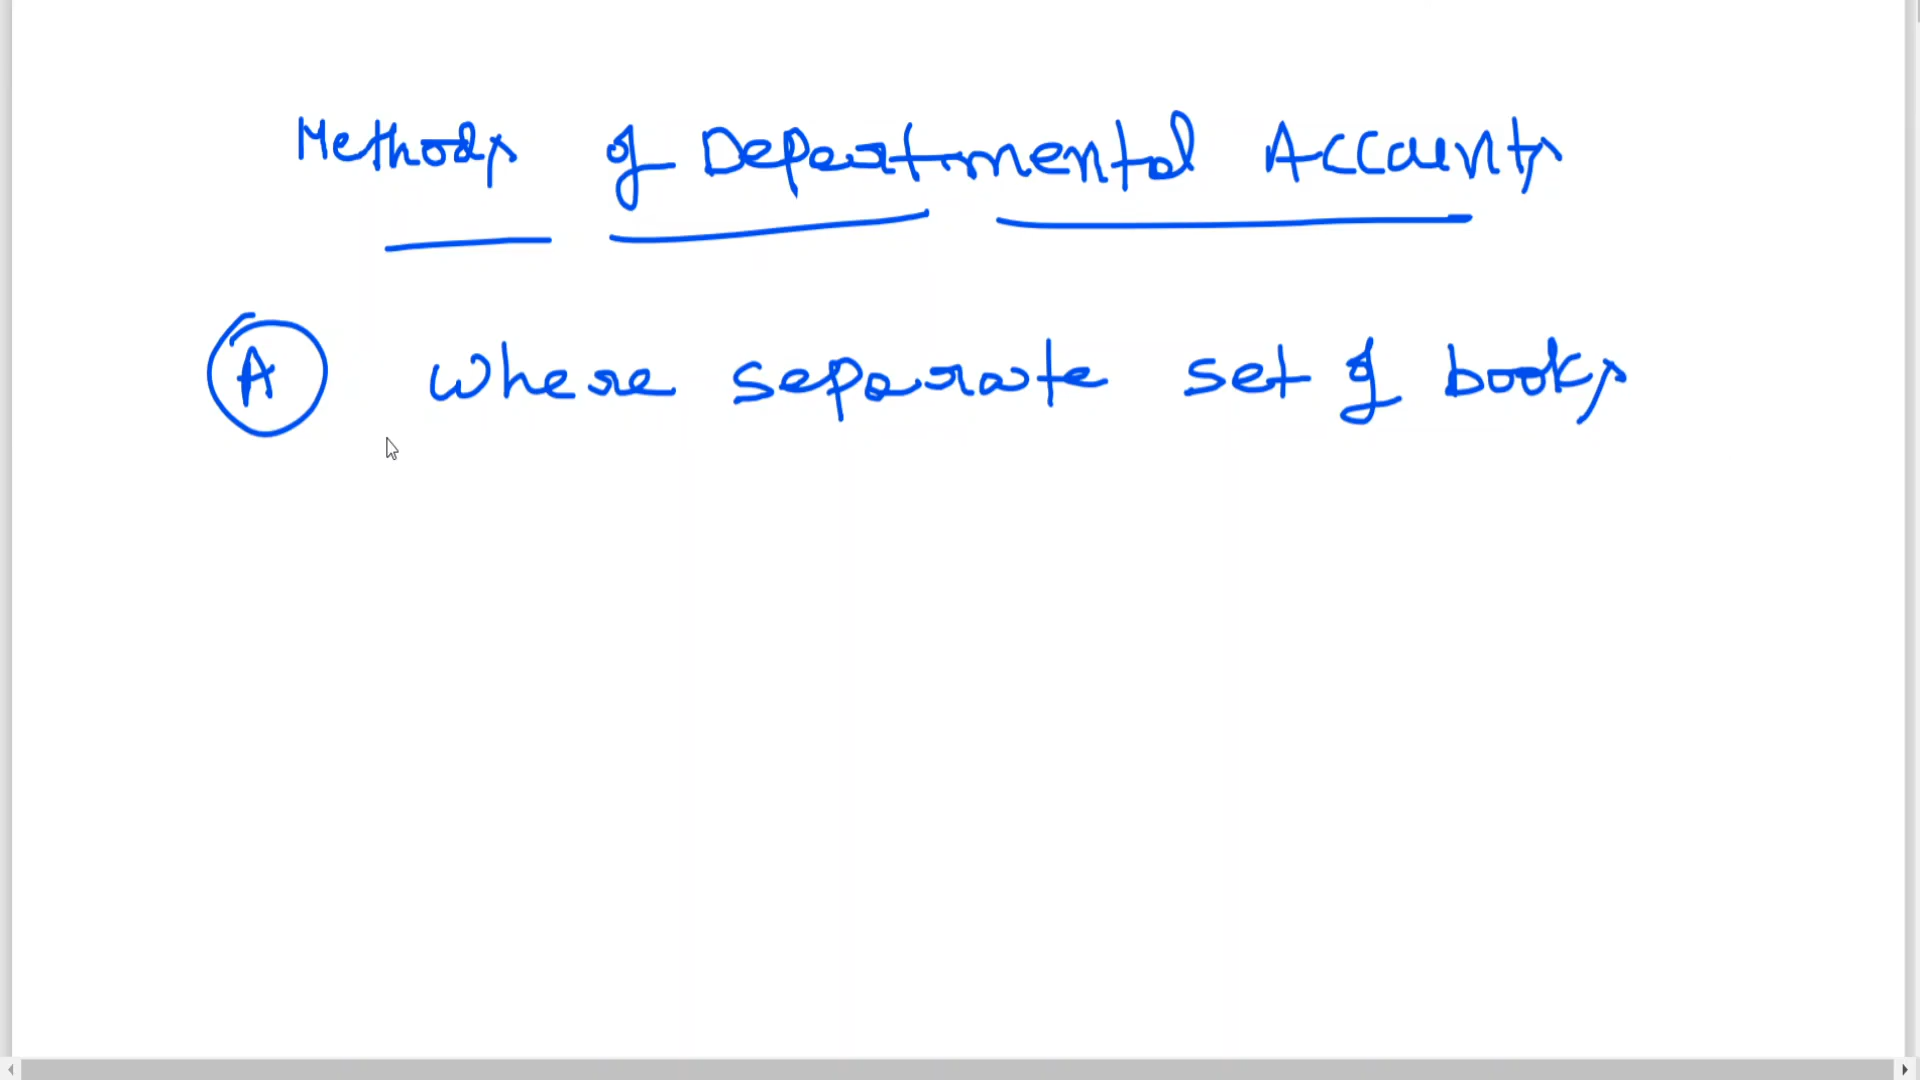 Methods of Departmental Accounts
A where separate set of books